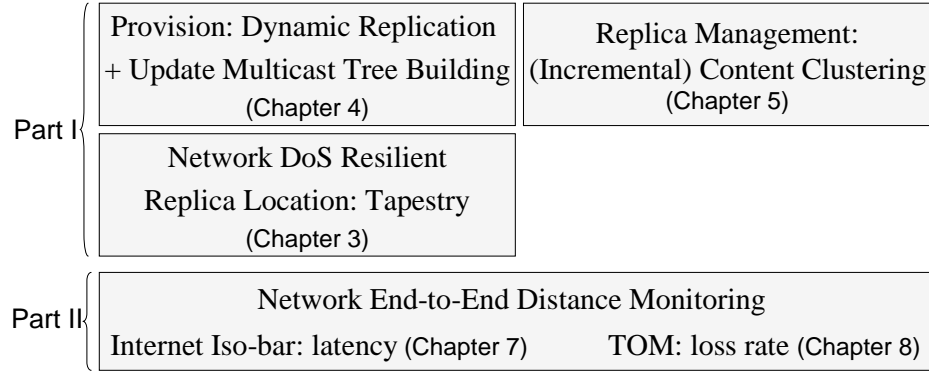 Part I
Provision: Dynamic Replication
+ Update Multicast Tree Building
(Chapter 4)
Replica Management:
(Incremental) Content Clustering
(Chapter 5)
Network DoS Resilient
Replica Location: Tapestry
(Chapter 3)
Part II
Network End-to-End Distance Monitoring
Internet Iso-bar: latency (Chapter 7)
TOM: loss rate (Chapter 8)